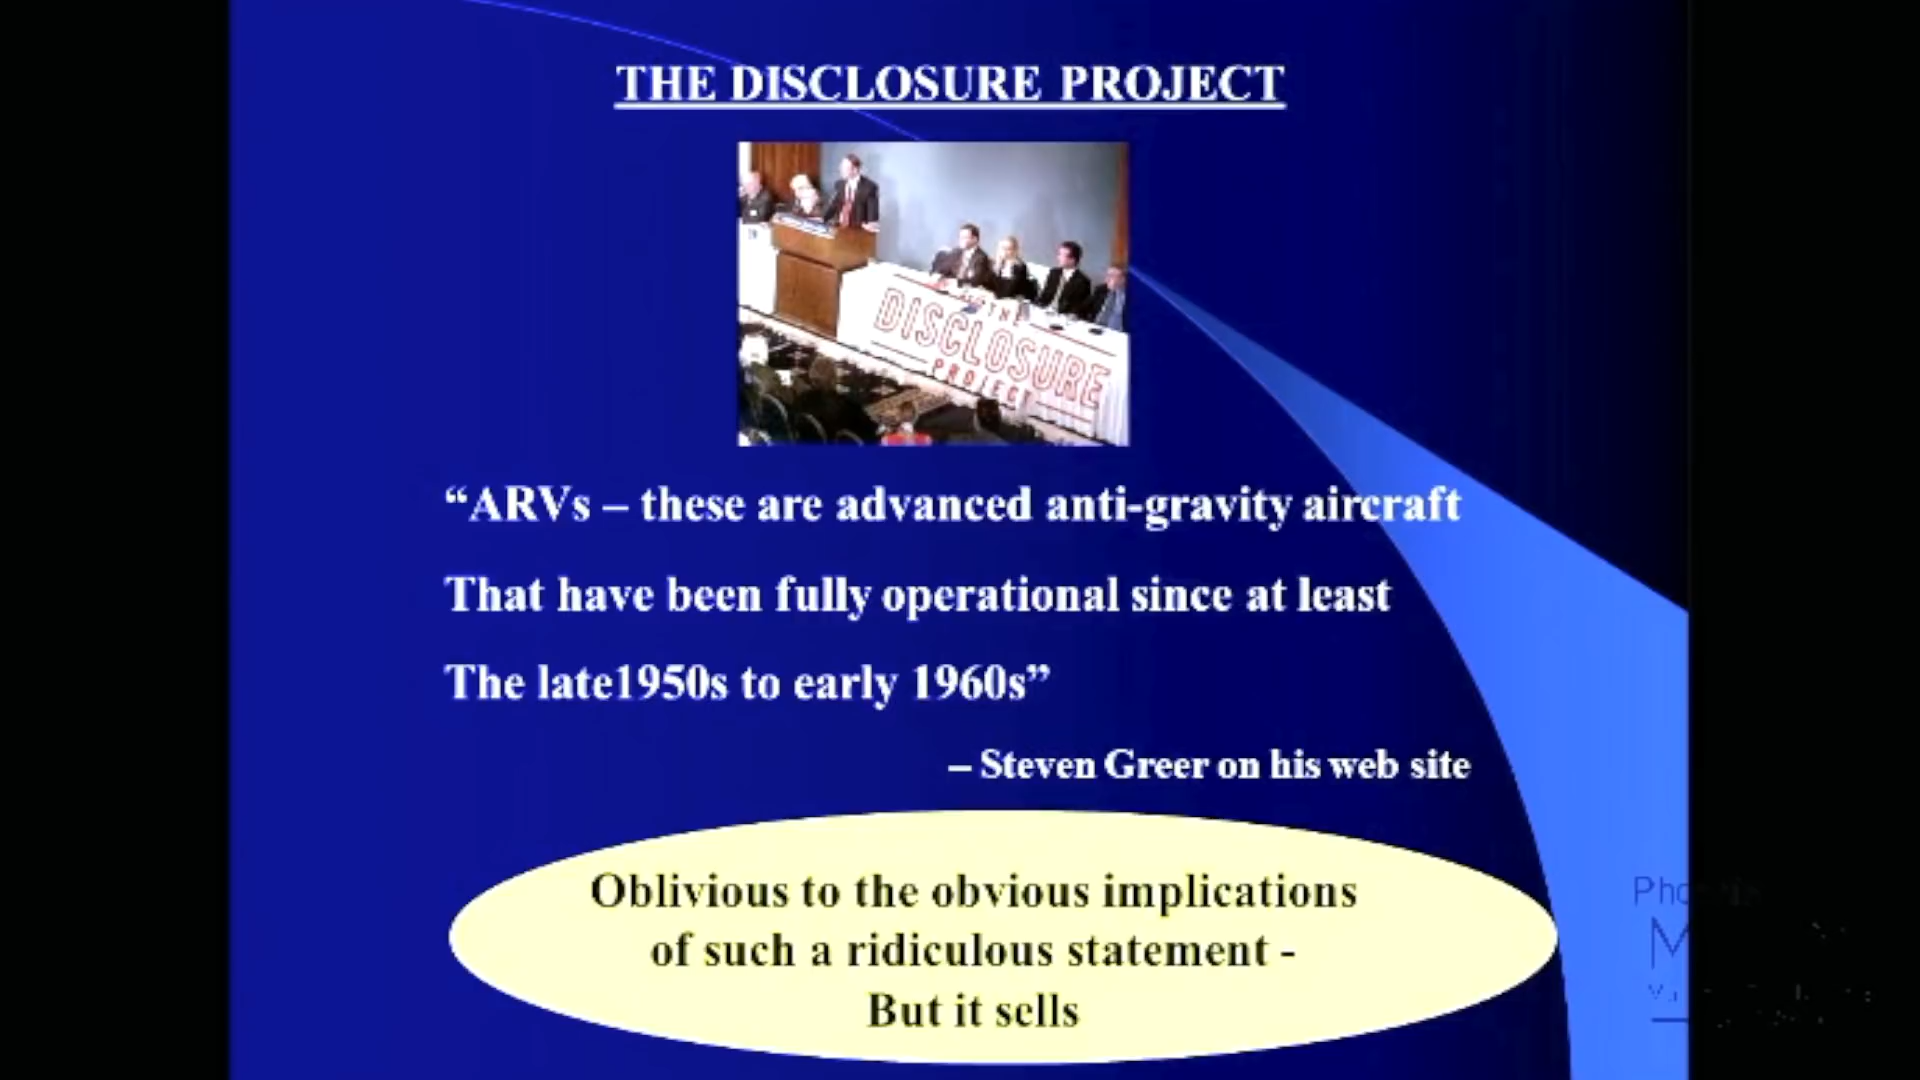 THE DISCLOSURE PROJECT
THE
DISCLOSURE
PROJECT
“ARVs – these are advanced anti-gravity aircraft
That have been fully operational since at least
The late1950s to early 1960s”
– Steven Greer on his web site
Oblivious to the obvious implications
of such a ridiculous statement -
But it sells